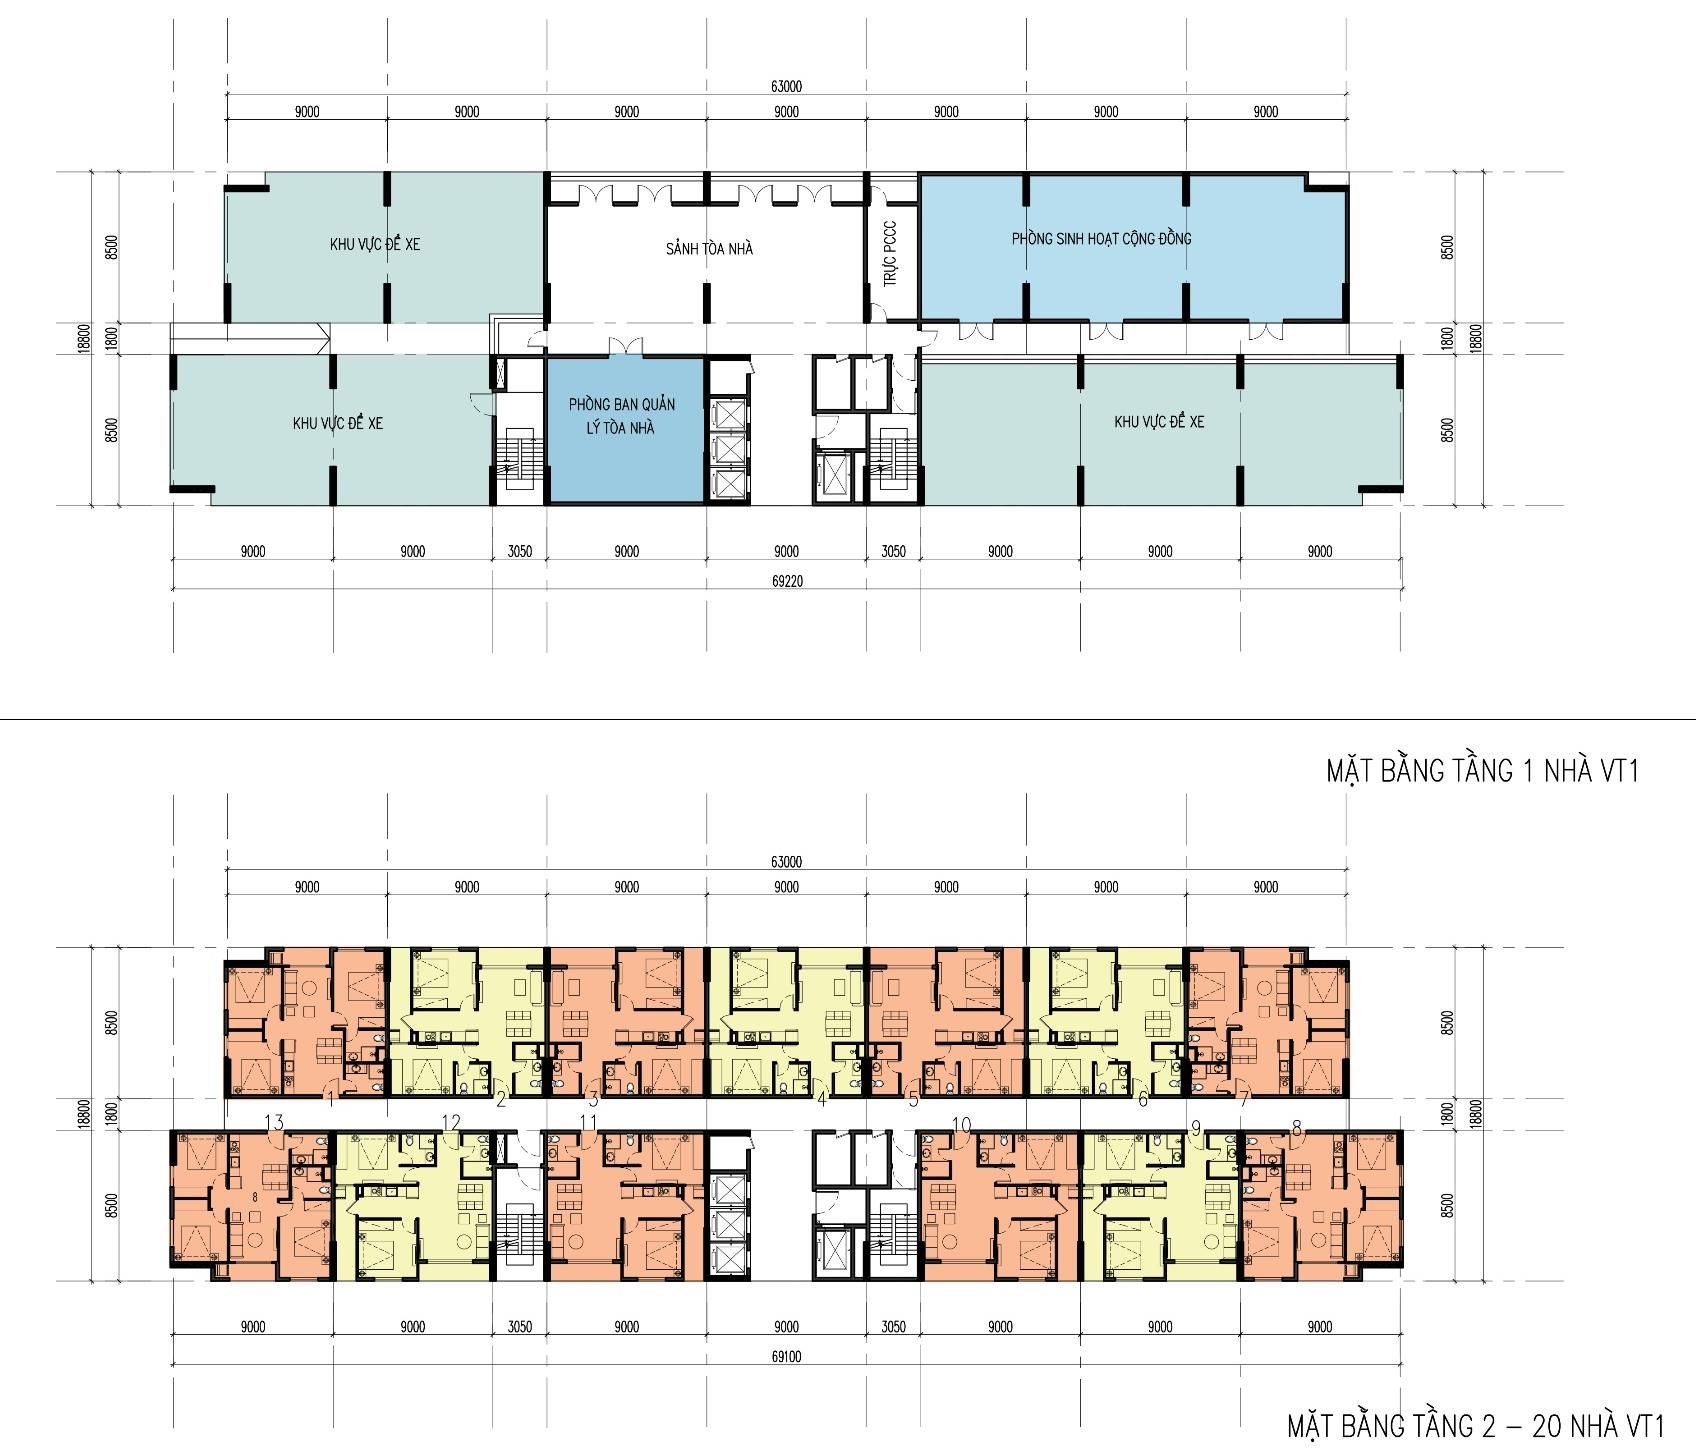 63000
9000 9000 9000 9000 9000 9000 9000
KHU VỰC ĐỂ XE
SẢNH TÒA NHÀ
TRỰC PCCC
PHÒNG SINH HOẠT CỘNG ĐỒNG
8500
1800
8500
18800
8500
1800
8500
18800
KHU VỰC ĐỂ XE
PHÒNG BAN QUẢN
LÝ TÒA NHÀ
KHU VỰC ĐỂ XE
9000 9000 3050 9000 9000 3050 9000 9000 9000
69220
MẶT BẰNG TẦNG 1 NHÀ VT1
63000
9000 9000 9000 9000 9000 9000 9000
8500
1800
8500
18800
8500
1800
8500
18800
1 2 3 4 5 6 7
13 12 11 10 9 8
8
9000 9000 3050 9000 9000 3050 9000 9000 9000
69100
MẶT BẰNG TẦNG 2 – 20 NHÀ VT1